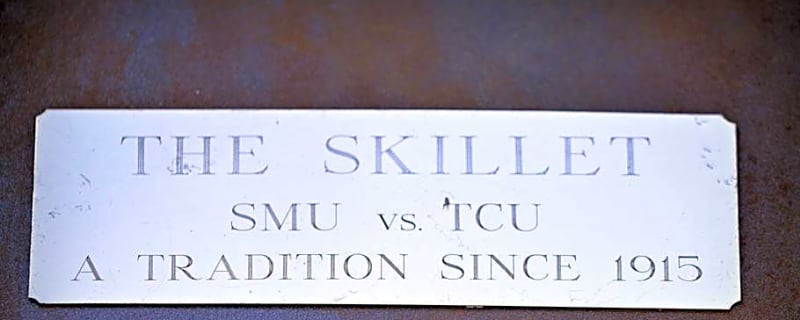 THE SKILLET
SMU vs. TCU
A TRADITION SINCE 1915